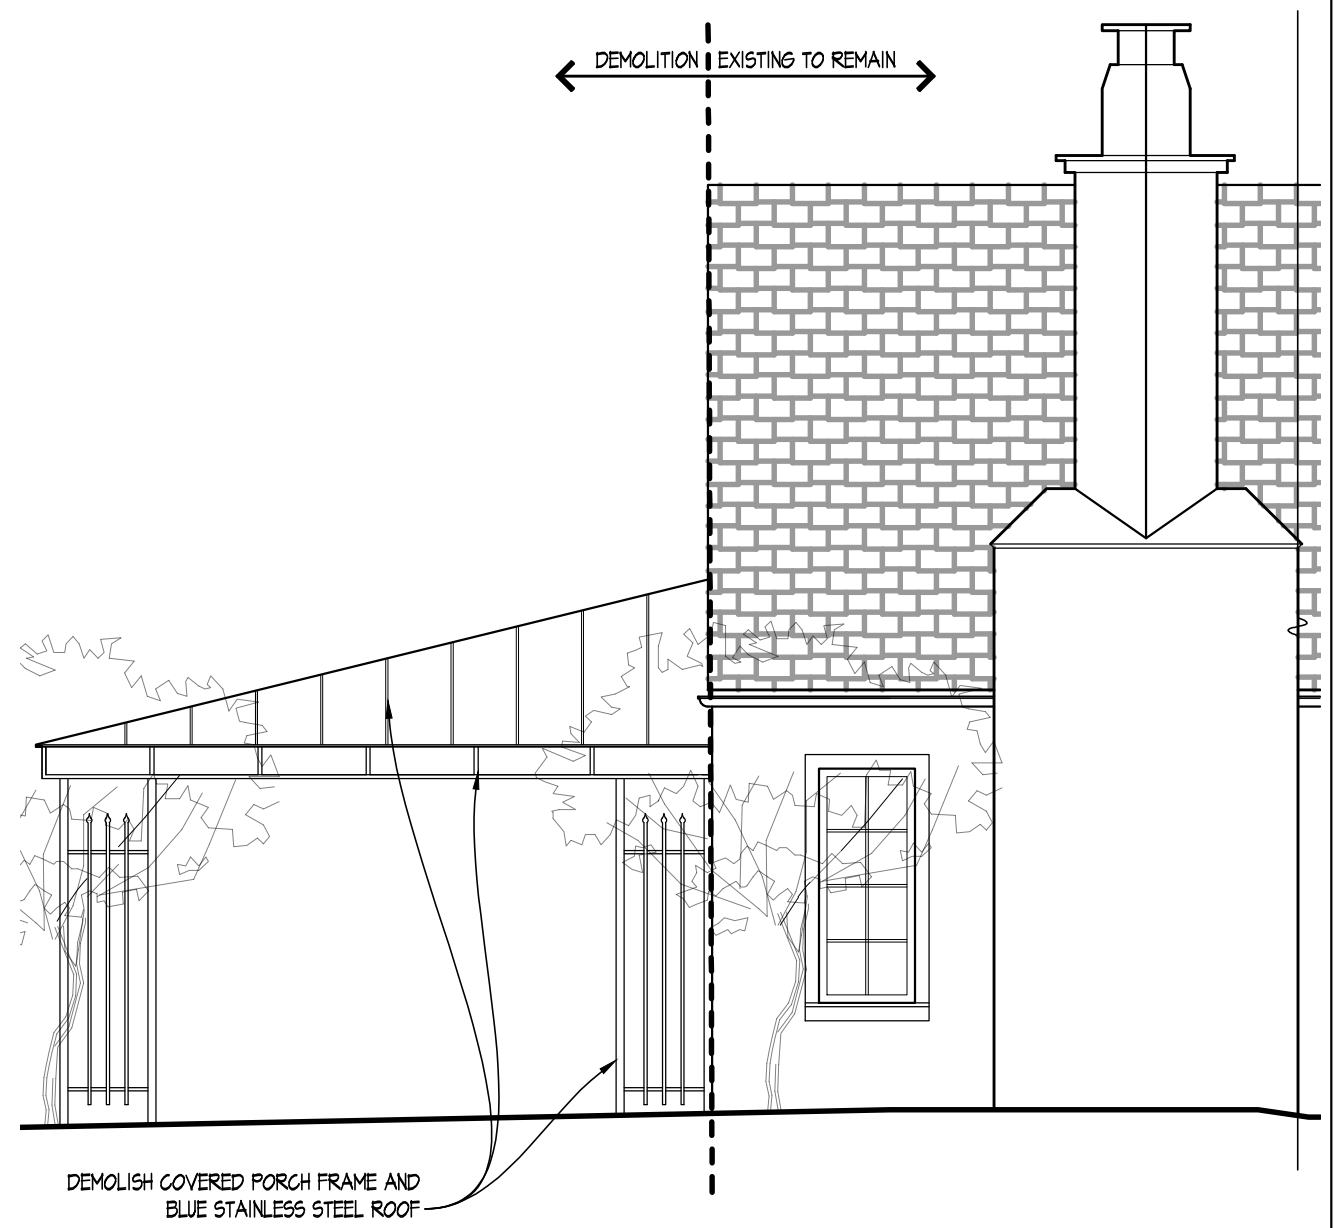 DEMOLITION EXISTING TO REMAIN
DEMOLISH COVERED PORCH FRAME AND
BLUE STAINLESS STEEL ROOF